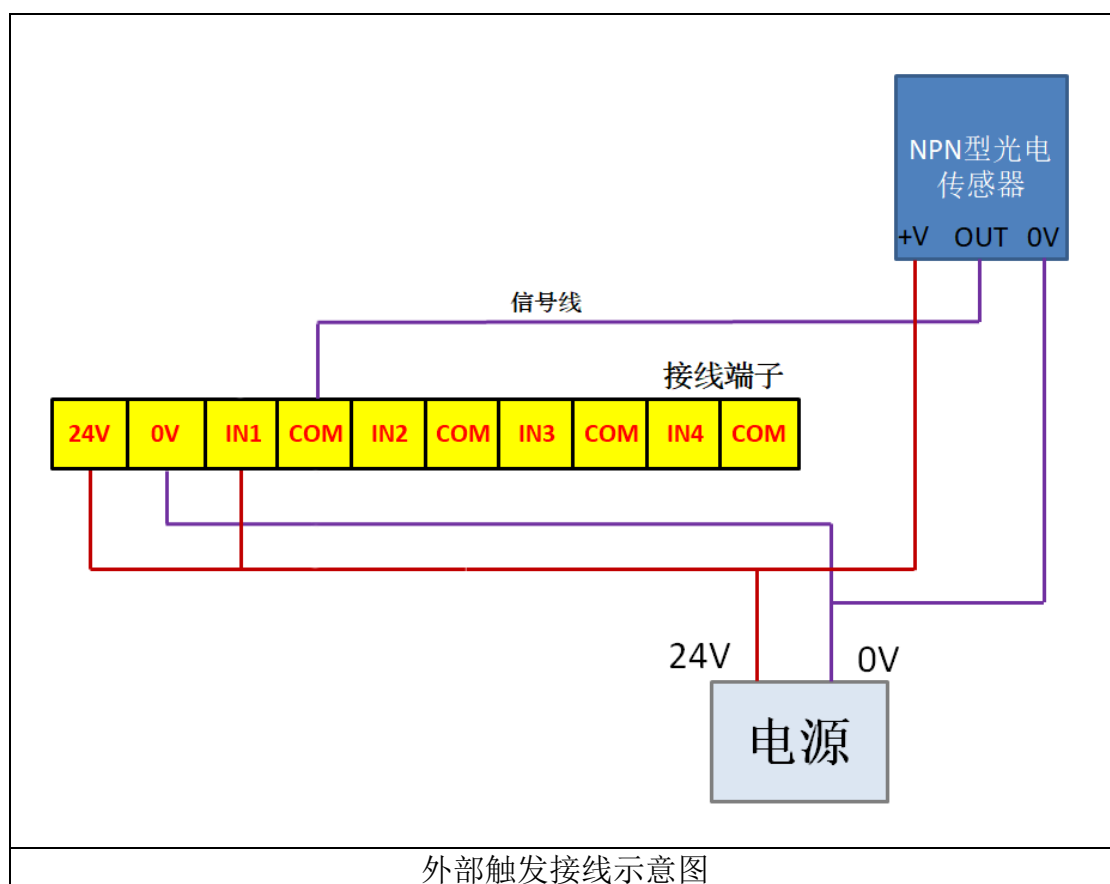 NPN型光电
传感器
+V OUT 0V
信号线
接线端子
24V 0V IN1 COM IN2 COM IN3 COM IN4 COM
24V 0V
电源
外部触发接线示意图